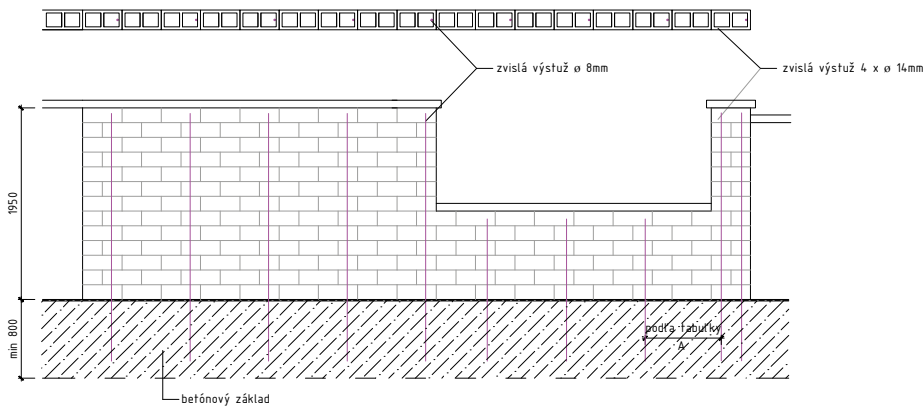 zvislá výstuž ø 8mm
zvislá výstuž 4 x ø 14mm
1950
min 800
podľa tabuľky
A
betónový základ